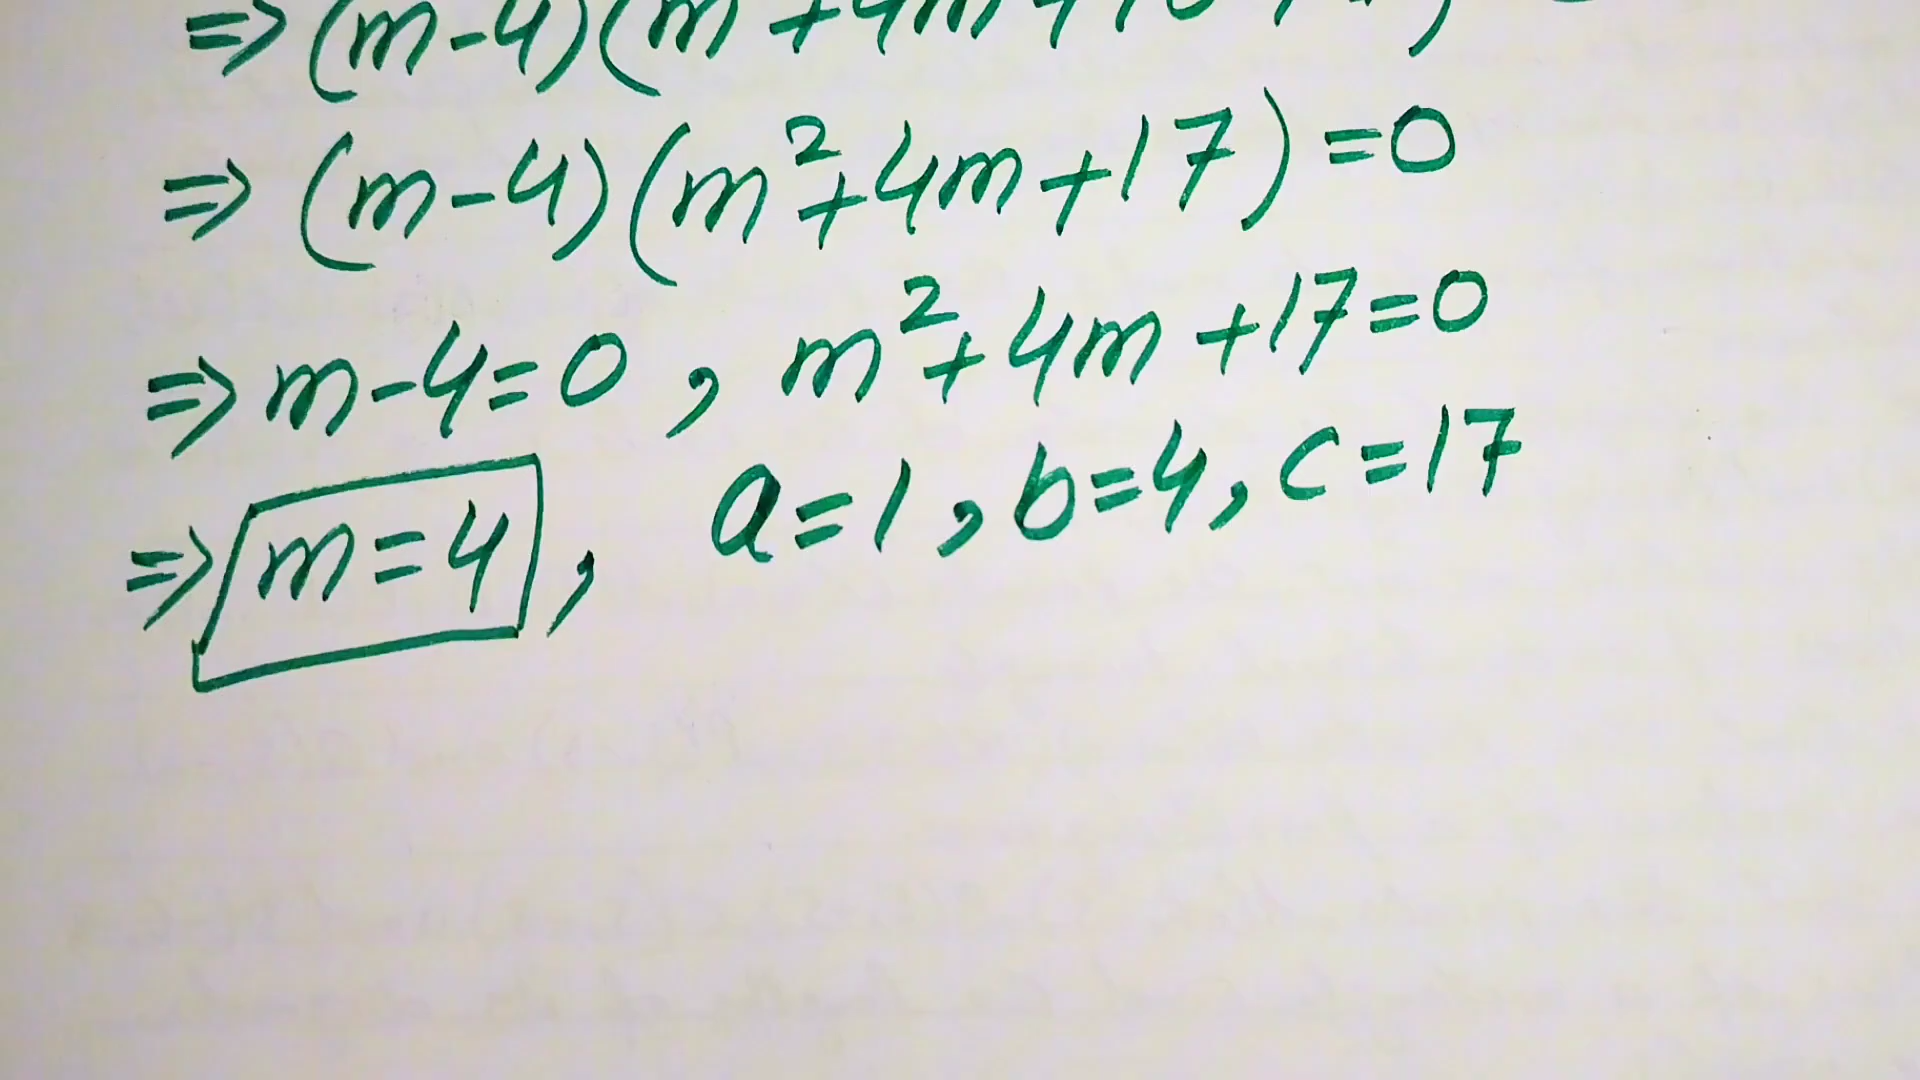 ⇒ (m-4)(m²+4m+17)=0
⇒ m-4=0, m²+4m+17=0
⇒ m=4, a=1, b=4, c=17